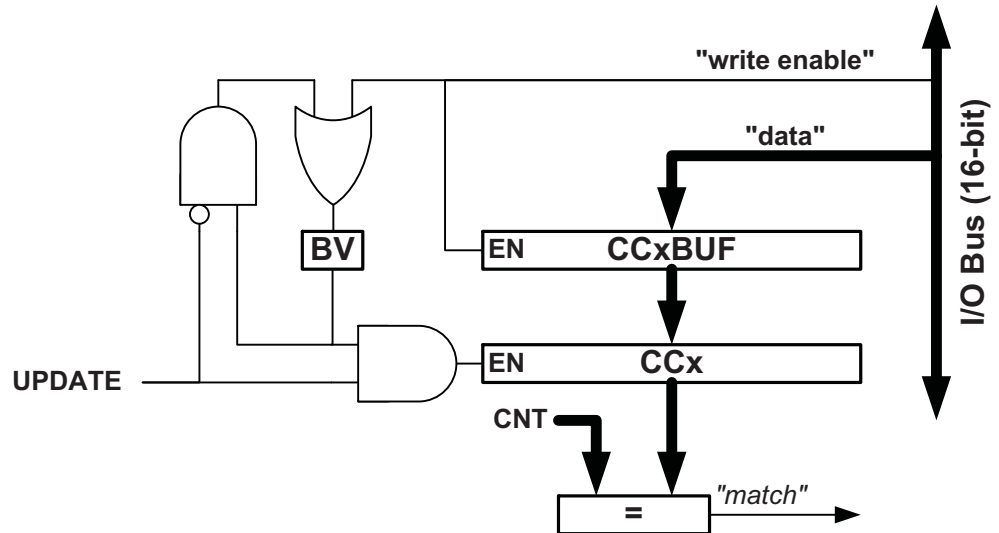 "write enable"
"data"
I/O Bus (16-bit)
BV
EN
CCxBUF
EN
CCx
UPDATE
CNT
=
"match"